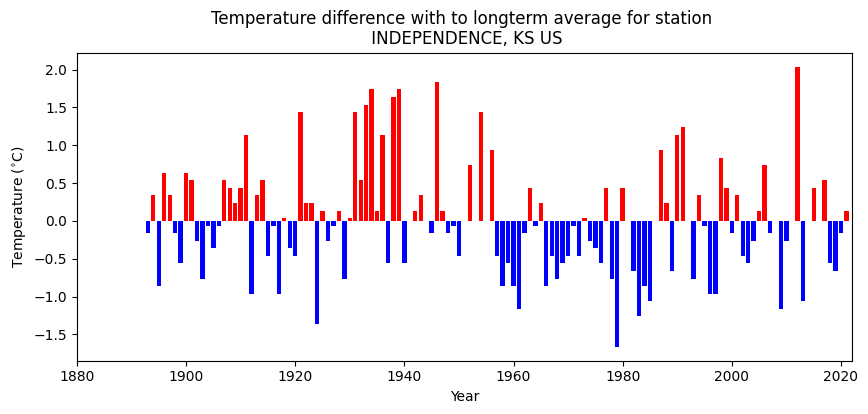 Temperature difference with to longterm average for station
INDEPENDENCE, KS US
2.0
1.5
1.0
0.5
0.0
−0.5
−1.0
−1.5
Temperature (°C)
1880 1900 1920 1940 1960 1980 2000 2020
Year